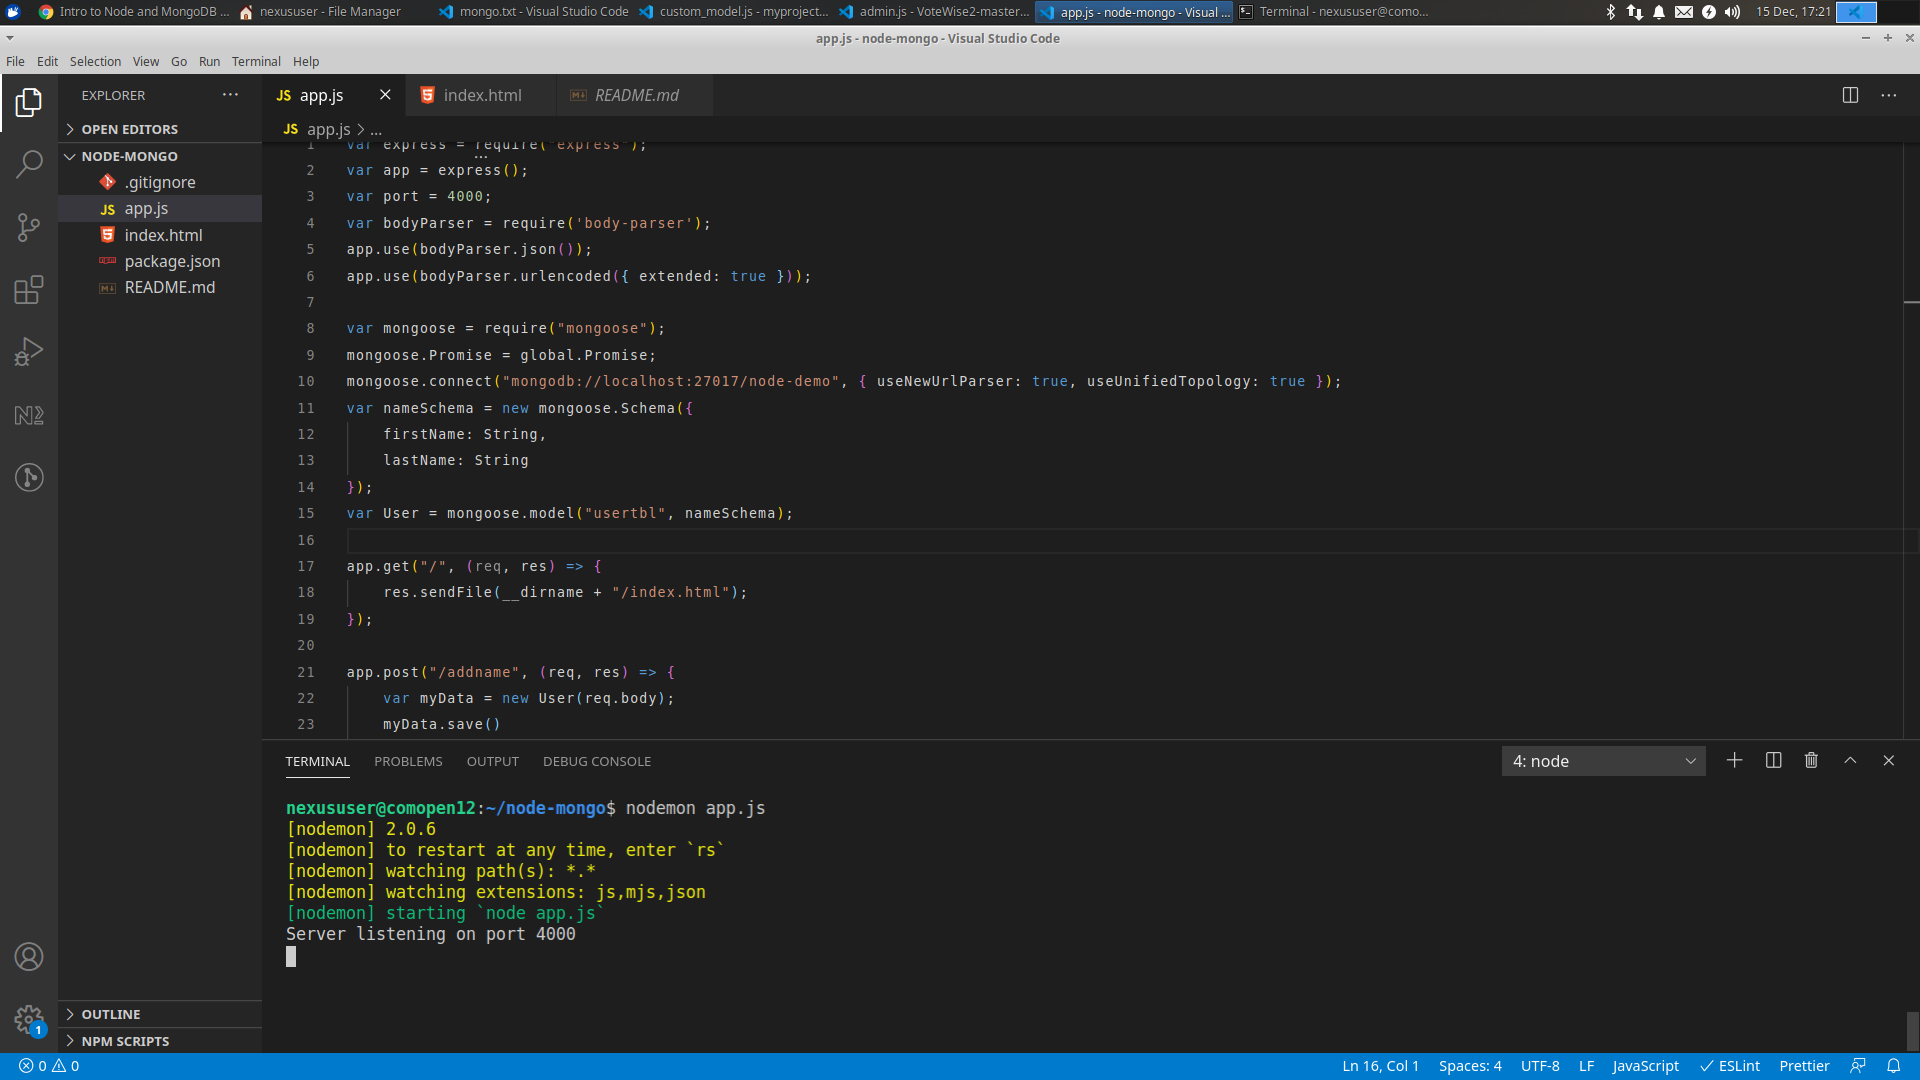 Intro to Node and MongoDB ...
nexususer - File Manager
mongo.txt - Visual Studio Code
custom_model.js - myproject...
admin.js - VoteWise2-master...
app.js - node-mongo - Visual ...
Terminal - nexususer@como...
15 Dec, 17:21
app.js - node-mongo - Visual Studio Code
File Edit Selection View Go Run Terminal Help
EXPLORER
OPEN EDITORS
NODE-MONGO
.gitignore
JS app.js
index.html
package.json
README.md
OUTLINE
NPM SCRIPTS
1
JS app.js
index.html
README.md
JS app.js > ...
1 var express = require("express");
2 var app = express();
3 var port = 4000;
4 var bodyParser = require('body-parser');
5 app.use(bodyParser.json());
6 app.use(bodyParser.urlencoded({ extended: true }));
7
8 var mongoose = require("mongoose");
9 mongoose.Promise = global.Promise;
10 mongoose.connect("mongodb://localhost:27017/node-demo", { useNewUrlParser: true, useUnifiedTopology: true });
11 var nameSchema = new mongoose.Schema({
12 firstName: String,
13 lastName: String
14 });
15 var User = mongoose.model("usertbl", nameSchema);
16
17 app.get("/", (req, res) => {
18 res.sendFile(__dirname + "/index.html");
19 });
20
21 app.post("/addname", (req, res) => {
22 var myData = new User(req.body);
23 myData.save()
TERMINAL PROBLEMS OUTPUT DEBUG CONSOLE
4: node
nexususer@comopen12:~/node-mongo$ nodemon app.js
[nodemon] 2.0.6
[nodemon] to restart at any time, enter `rs`
[nodemon] watching path(s): *.*
[nodemon] watching extensions: js,mjs,json
[nodemon] starting `node app.js`
Server listening on port 4000
0 0
Ln 16, Col 1 Spaces: 4 UTF-8 LF JavaScript ESLint Prettier